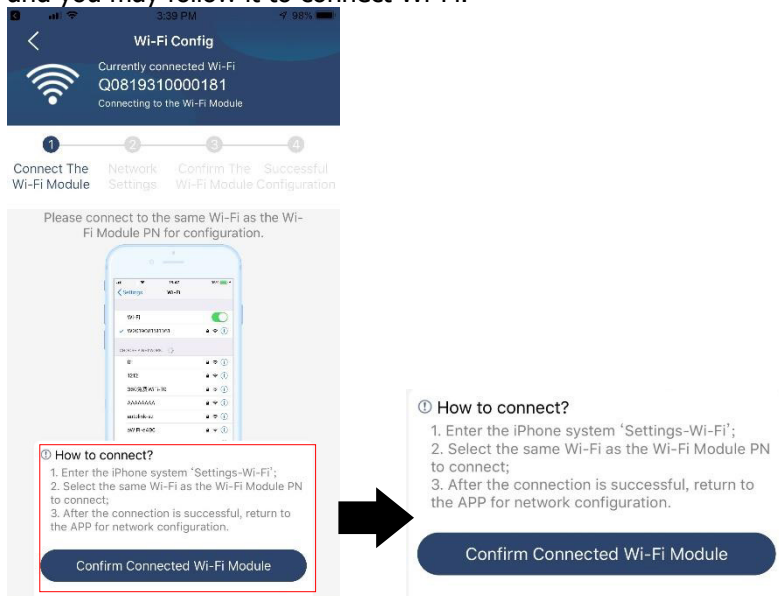 and you may follow it to connect Wi-Fi.
3:39 PM
98%
Wi-Fi Config
Currently connected Wi-Fi
Q0819310000181
Connecting to the Wi-Fi Module
1
2
3
4
Connect The
Wi-Fi Module
Network
Settings
Confirm The
Wi-Fi Module
Successful
Configuration
Please connect to the same Wi-Fi as the Wi-
Fi Module PN for configuration.
Settings
Wi-Fi
Wi-Fi
How to connect?
1. Enter the iPhone system ‘Settings-Wi-Fi’;
2. Select the same Wi-Fi as the Wi-Fi Module PN
to connect;
3. After the connection is successful, return to
the APP for network configuration.
Confirm Connected Wi-Fi Module
How to connect?
1. Enter the iPhone system ‘Settings-Wi-Fi’;
2. Select the same Wi-Fi as the Wi-Fi Module PN
to connect;
3. After the connection is successful, return to
the APP for network configuration.
Confirm Connected Wi-Fi Module